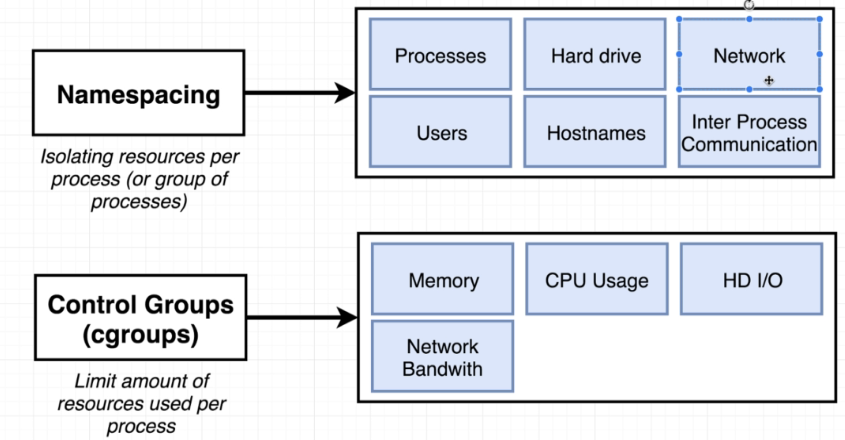 Namespacing
Isolating resources per
process (or group of
processes)
Processes
Hard drive
Network
Users
Hostnames
Inter Process
Communication
Control Groups
(cgroups)
Limit amount of
resources used per
process
Memory
CPU Usage
HD I/O
Network
Bandwith